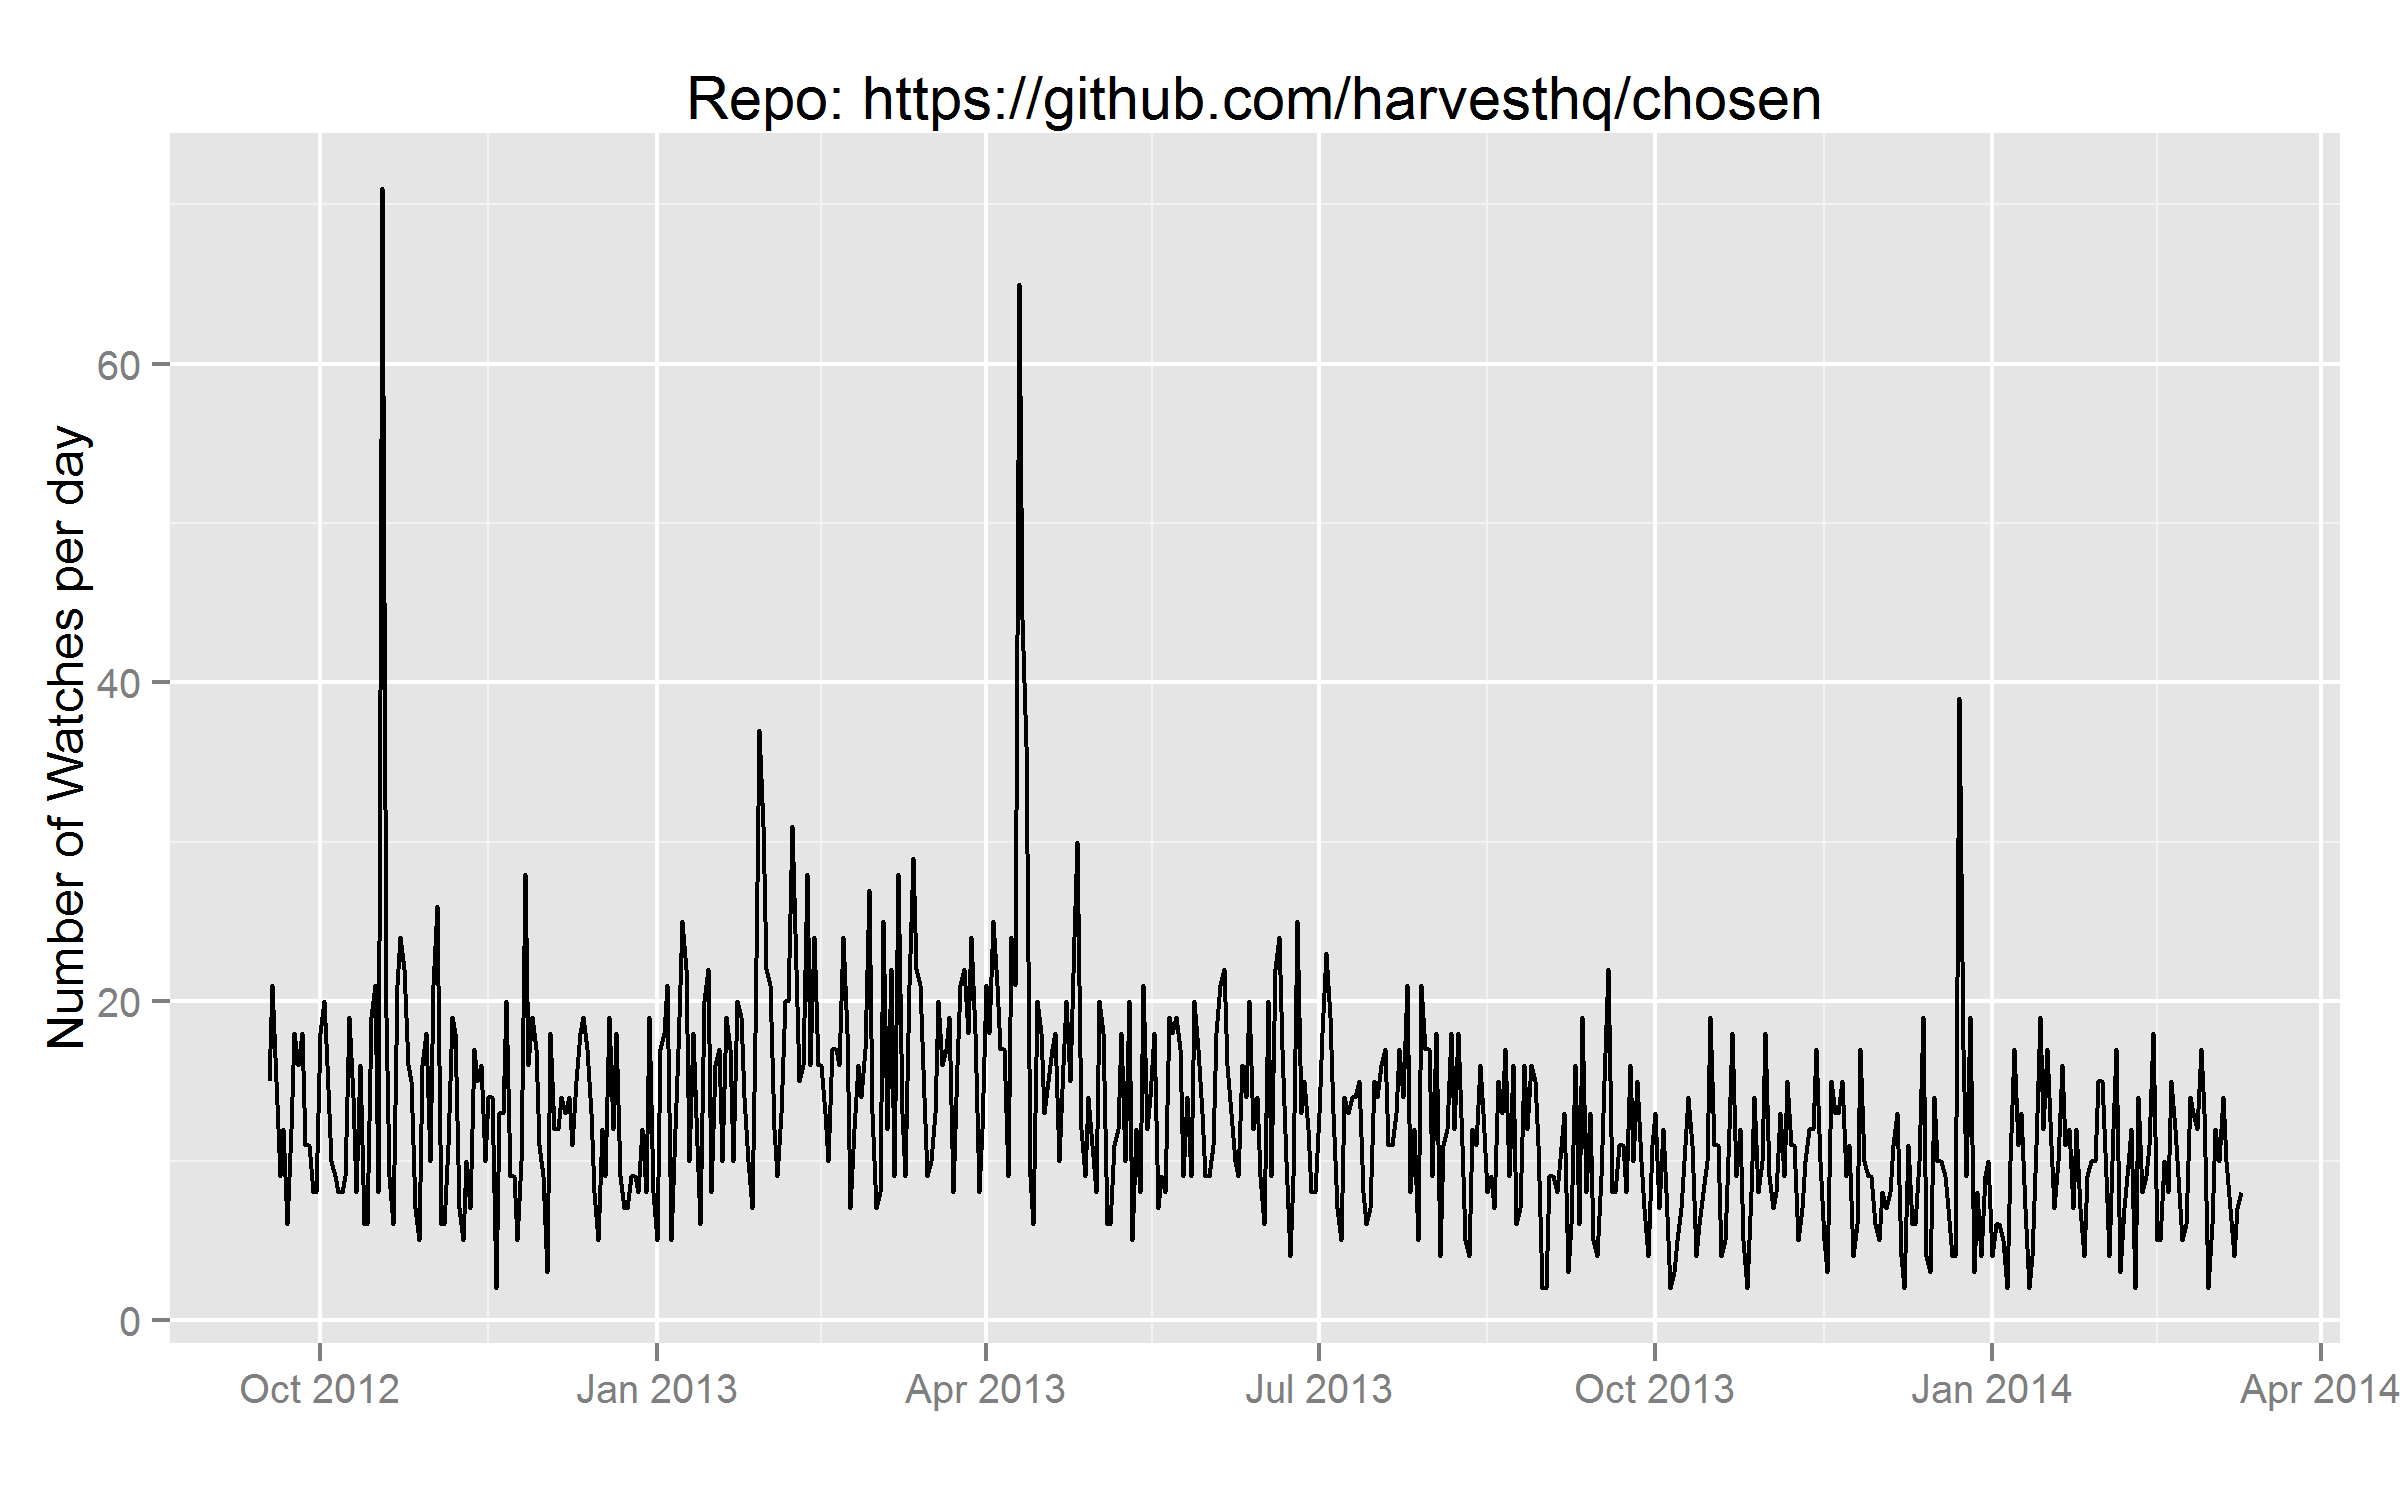 Repo: https://github.com/harvesthq/chosen
Number of Watches per day
60
40
20
0
Oct 2012
Jan 2013
Apr 2013
Jul 2013
Oct 2013
Jan 2014
Apr 2014